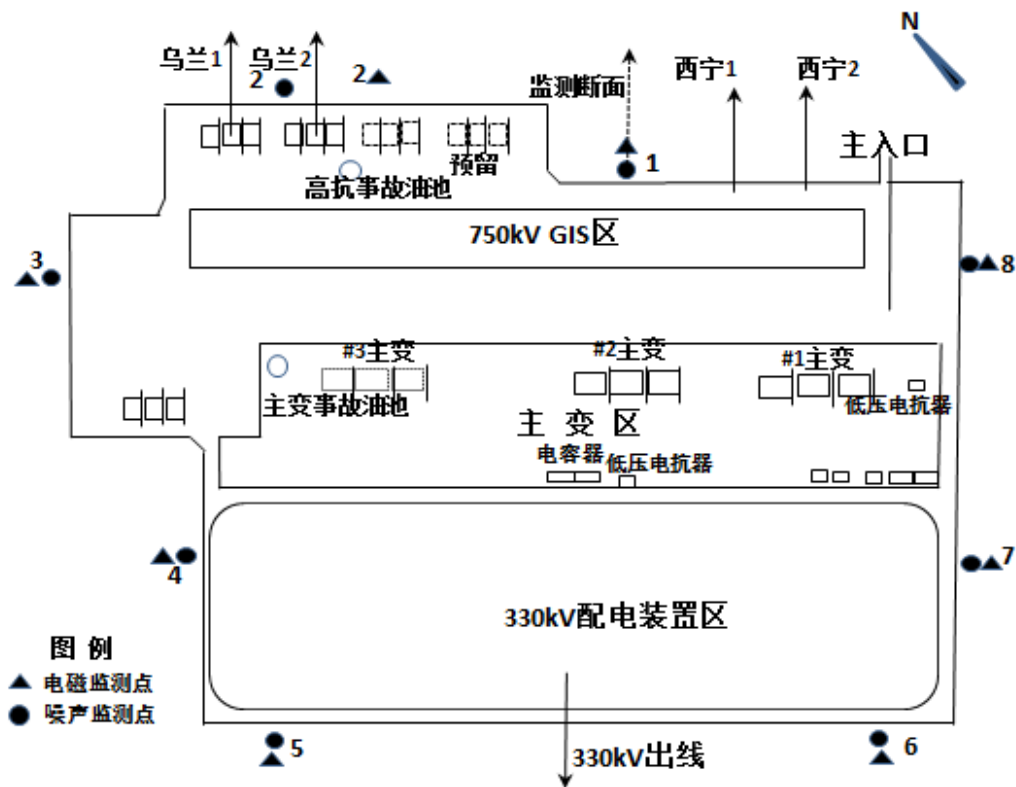 N
乌兰1
乌兰2
2
2
监测断面
西宁1
西宁2
主入口
1
预留
高抗事故油池
750kV GIS区
3
8
#3主变
#2主变
#1主变
主变事故油池
低压电抗器
主 变 区
电容器
低压电抗器
4
7
330kV配电装置区
图 例
电磁监测点
噪声监测点
5
6
330kV出线